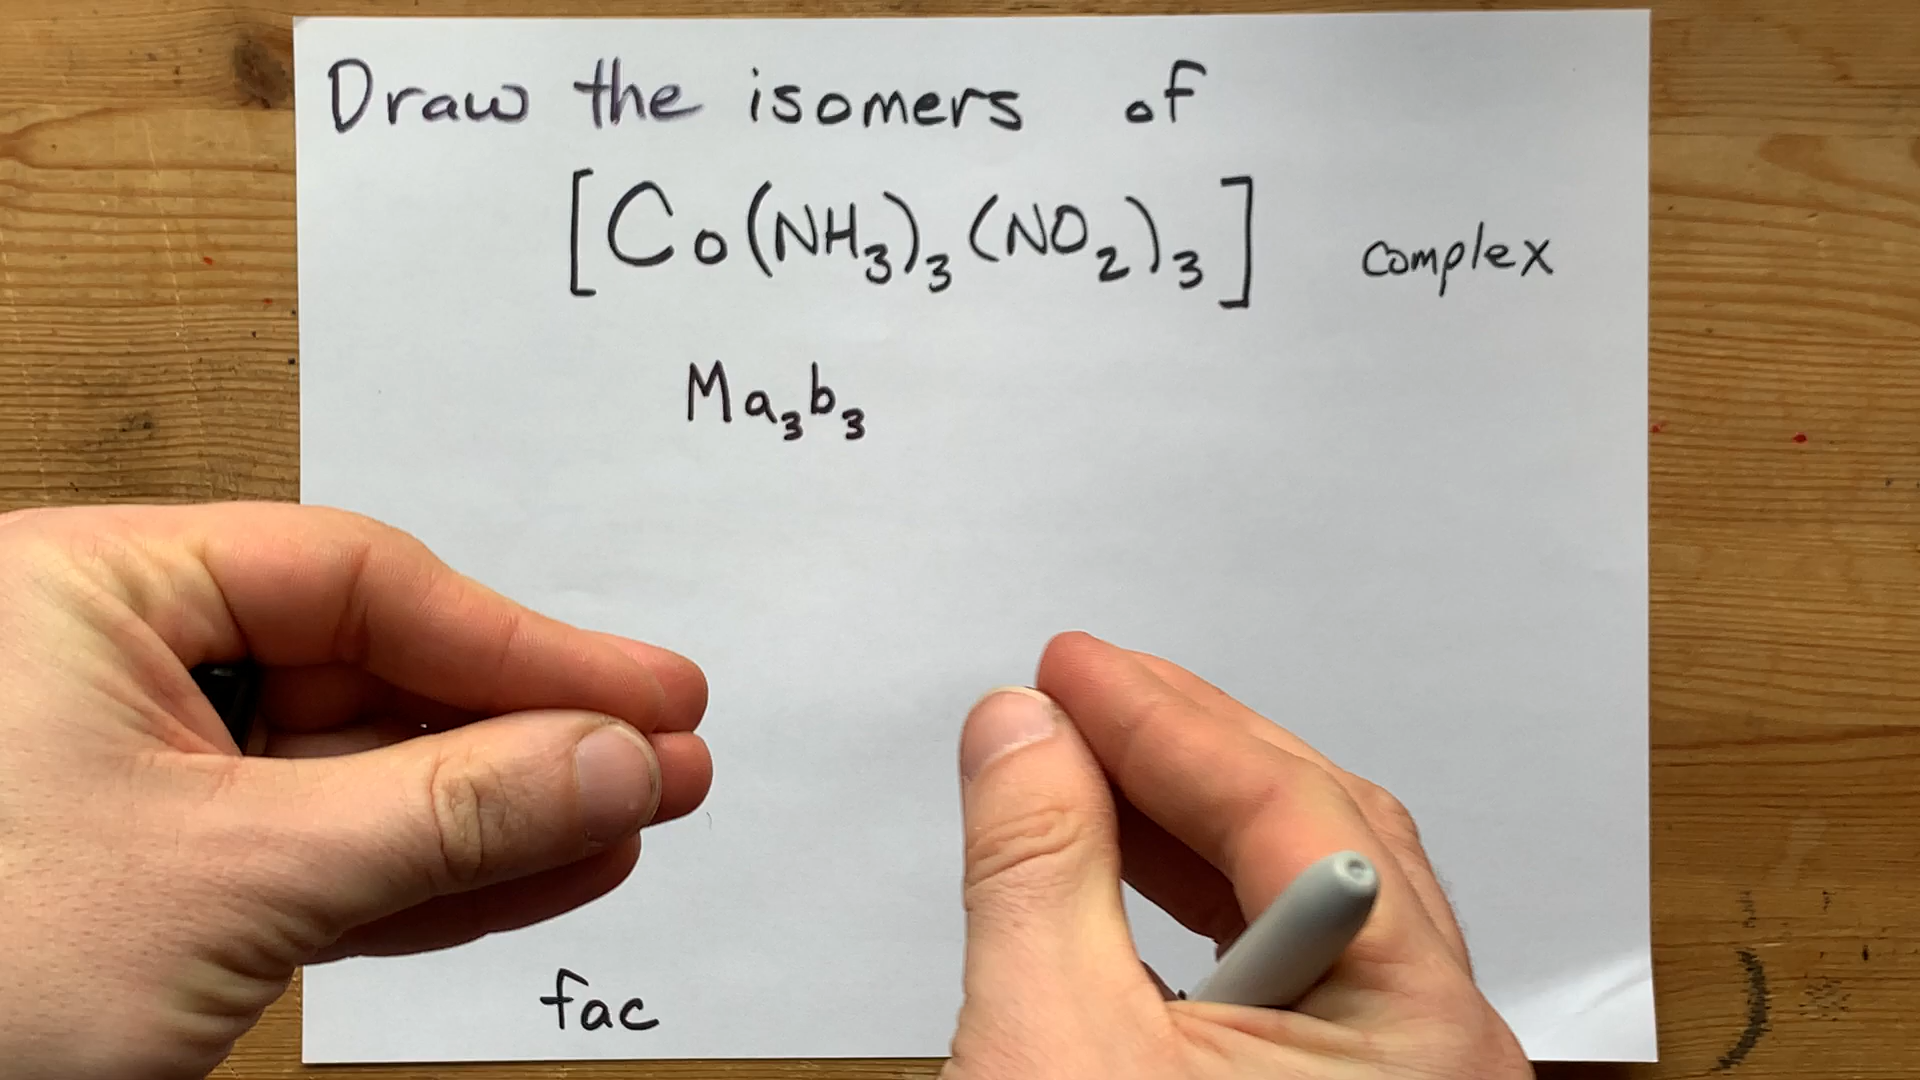 Draw the isomers of
[Co(NH₃)₃(NO₂)₃] complex
Ma₃b₃
fac